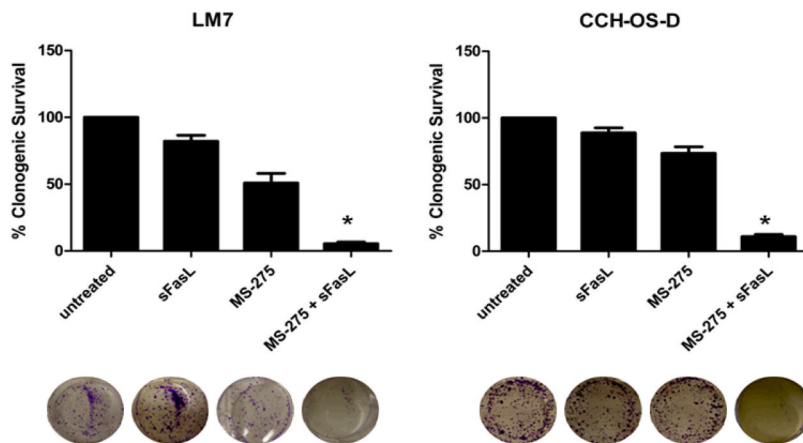 LM7
% Clonogenic Survival
150
100
50
0
*
untreated
sFasL
MS-275
MS-275 + sFasL
CCH-OS-D
% Clonogenic Survival
150
100
50
0
*
untreated
sFasL
MS-275
MS-275 + sFasL